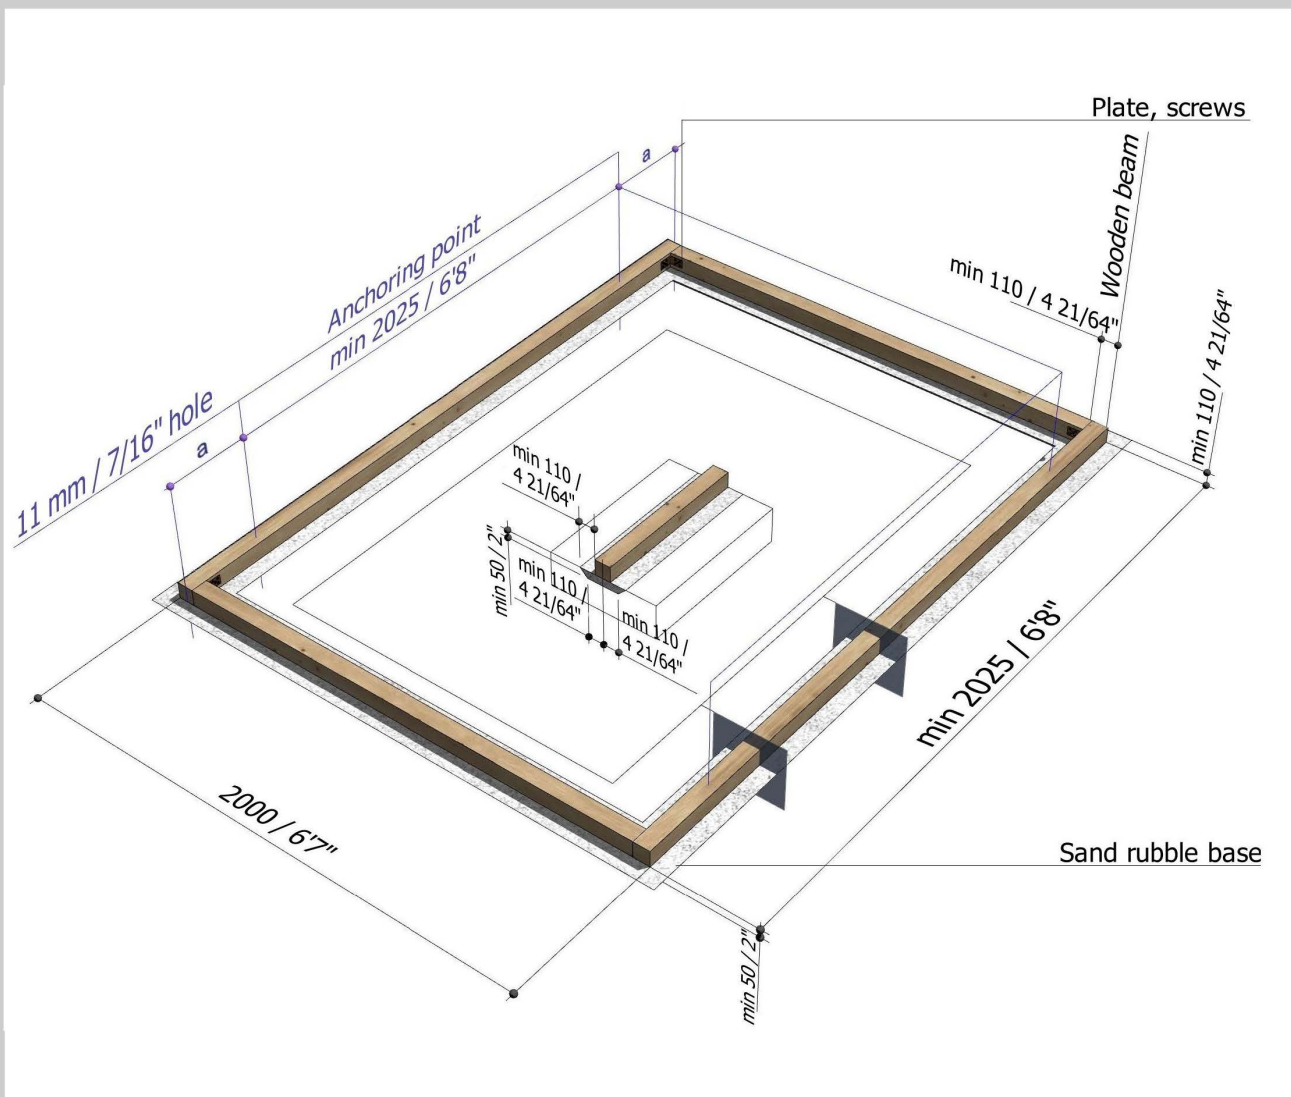 Plate, screws
Wooden beam
a
Anchoring point
min 2025 / 6'8"
min 110 / 4 21/64"
min 110 / 4 21/64"
11 mm / 7/16" hole
a
min 110 /
4 21/64"
min 50 / 2"
min 110 /
4 21/64"
min 110 /
4 21/64"
min 2025 / 6'8"
2000 / 6'7"
Sand rubble base
min 50 / 2"